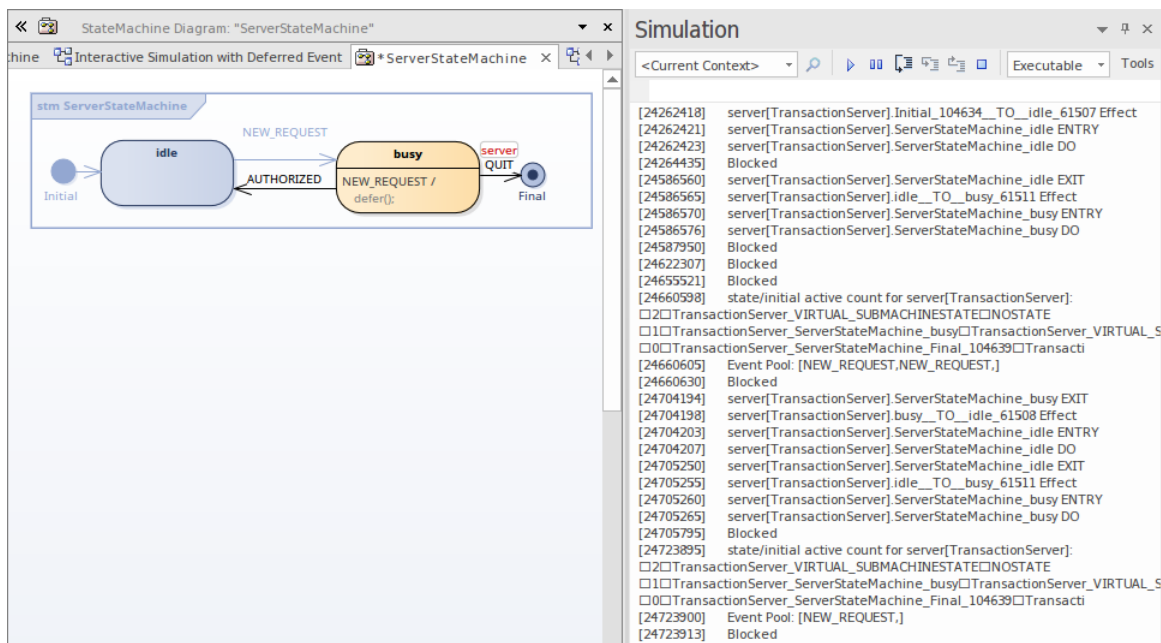 StateMachine Diagram: "ServerStateMachine"
:hine Interactive Simulation with Deferred Event *ServerStateMachine
stm ServerStateMachine
NEW_REQUEST
idle
busy
server
QUIT
AUTHORIZED
NEW_REQUEST /
defer();
Initial
Final
Simulation
<Current Context> Executable Tools
[24262418] server[TransactionServer].Initial_104634__TO__idle_61507 Effect
[24262421] server[TransactionServer].ServerStateMachine_idle ENTRY
[24262423] server[TransactionServer].ServerStateMachine_idle DO
[24264435] Blocked
[24586560] server[TransactionServer].ServerStateMachine_idle EXIT
[24586565] server[TransactionServer].idle__TO__busy_61511 Effect
[24586570] server[TransactionServer].ServerStateMachine_busy ENTRY
[24586576] server[TransactionServer].ServerStateMachine_busy DO
[24587950] Blocked
[24622307] Blocked
[24655521] Blocked
[24660598] state/initial active count for server[TransactionServer]:
□2□TransactionServer_VIRTUAL_SUBMACHINESTATE□NOSTATE
□1□TransactionServer_ServerStateMachine_busy□TransactionServer_VIRTUAL_S
□0□TransactionServer_ServerStateMachine_Final_104639□Transacti
[24660605] Event Pool: [NEW_REQUEST,NEW_REQUEST,]
[24660630] Blocked
[24704194] server[TransactionServer].ServerStateMachine_busy EXIT
[24704198] server[TransactionServer].busy__TO__idle_61508 Effect
[24704203] server[TransactionServer].ServerStateMachine_idle ENTRY
[24704207] server[TransactionServer].ServerStateMachine_idle DO
[24705250] server[TransactionServer].ServerStateMachine_idle EXIT
[24705255] server[TransactionServer].idle__TO__busy_61511 Effect
[24705260] server[TransactionServer].ServerStateMachine_busy ENTRY
[24705265] server[TransactionServer].ServerStateMachine_busy DO
[24705795] Blocked
[24723895] state/initial active count for server[TransactionServer]:
□2□TransactionServer_VIRTUAL_SUBMACHINESTATE□NOSTATE
□1□TransactionServer_ServerStateMachine_busy□TransactionServer_VIRTUAL_S
□0□TransactionServer_ServerStateMachine_Final_104639□Transacti
[24723900] Event Pool: [NEW_REQUEST,]
[24723913] Blocked